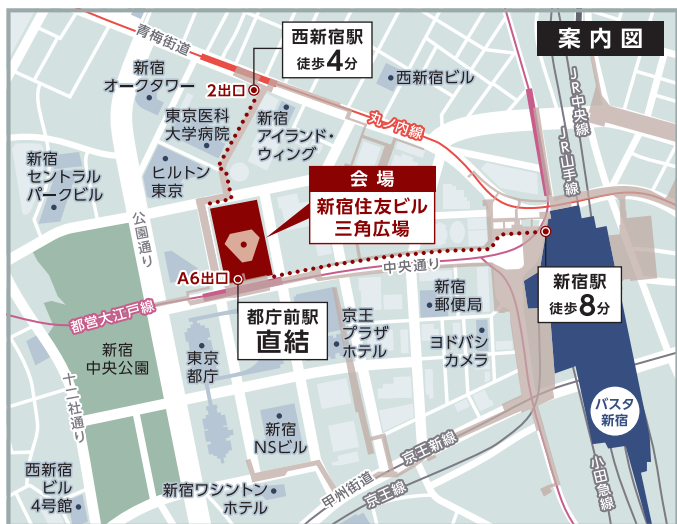 案内図
青梅街道
西新宿駅
徒歩4分
新宿
オークタワー
2出口
西新宿ビル
JR中央線
JR山手線
東京医科
大学病院
新宿
アイランド・
ウィング
丸ノ内線
新宿
セントラル
パークビル
ヒルトン
東京
会場
新宿住友ビル
三角広場
公園通り
A6出口
中央通り
新宿駅
徒歩8分
都営大江戸線
都庁前駅
直結
新宿
郵便局
京王
プラザ
ホテル
ヨドバシ
カメラ
新宿
中央公園
東京
都庁
十二社通り
バスタ
新宿
新宿
NSビル
京王新線
西新宿
ビル
4号館
新宿ワシントン
ホテル
甲州街道
京王線
小田急線